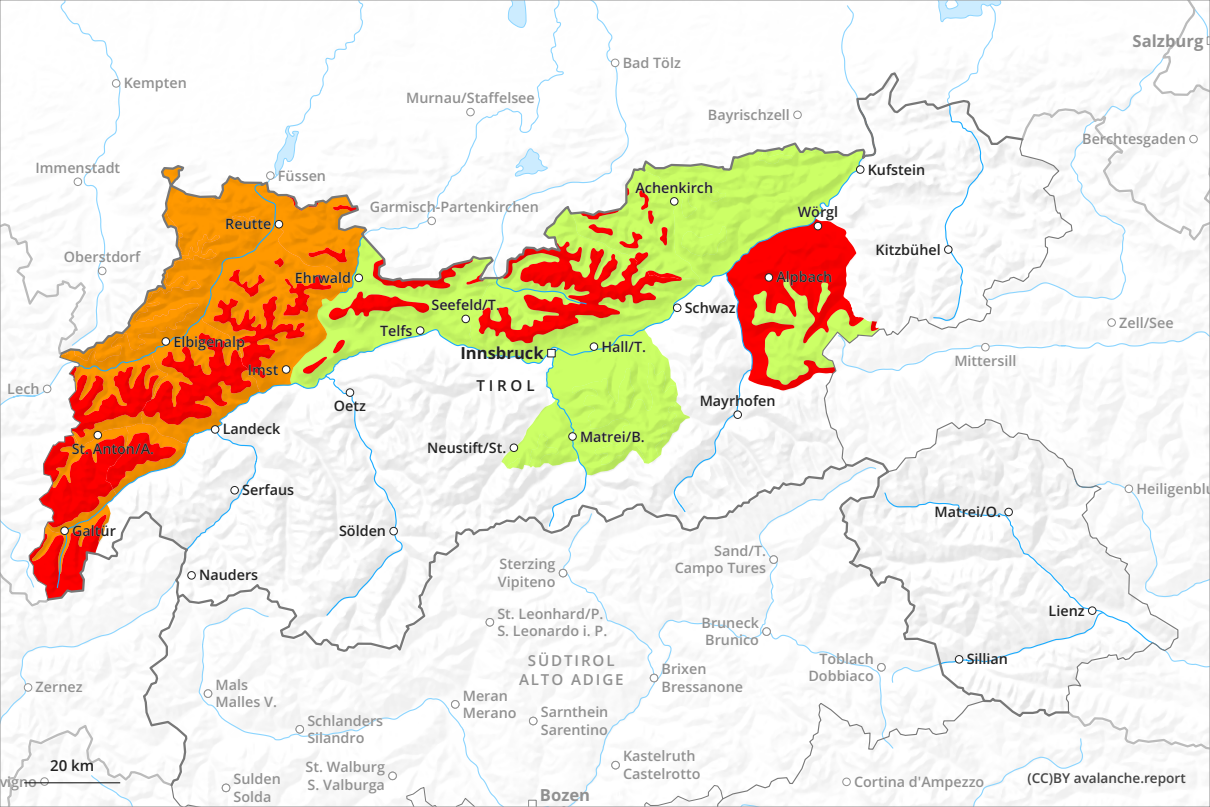 Salzburg
Bad Tölz
Kempten
Murnau/Staffelsee
Bayrischzell
Berchtesgaden
Immenstadt
Füssen
Kufstein
Achenkirch
Garmisch-Partenkirchen
Wörgl
Reutte
Oberstdorf
Kitzbühel
Ehrwald
Alpbach
Seefeld/T.
Schwaz
Zell/See
Telfs
Elbigenalp
Innsbruck
Hall/T.
Mittersill
Imst
TIROL
Lech
Oetz
Mayrhofen
Landeck
Matrei/B.
St. Anton/A.
Neustift/St.
Serfaus
Heiligenblu
Matrei/O.
Galtür
Sölden
Sand/T.
Campo Tures
Sterzing
Vipiteno
Nauders
St. Leonhard/P.
S. Leonardo i. P.
Lienz
Bruneck
Brunico
SÜDTIROL
ALTO ADIGE
Sillian
Toblach
Dobbiaco
Brixen
Bressanone
Zernez
Mals
Malles V.
Meran
Merano
Sarnthein
Sarentino
Schlanders
Silandro
Kastelruth
Castelrotto
20 km
St. Walburg
S. Valburga
Sulden
Solda
vigno
Cortina d'Ampezzo
(CC)BY avalanche.report
Bozen